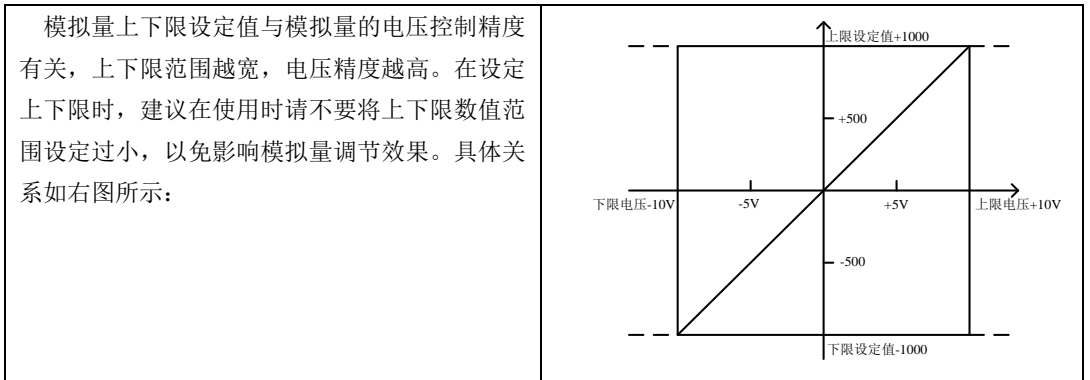 模拟量上下限设定值与模拟量的电压控制精度
有关，上下限范围越宽，电压精度越高。在设定
上下限时，建议在使用时请不要将上下限数值范
围设定过小，以免影响模拟量调节效果。具体关
系如右图所示：
上限设定值+1000
+500
下限电压-10V
-5V
+5V
上限电压+10V
-500
下限设定值-1000